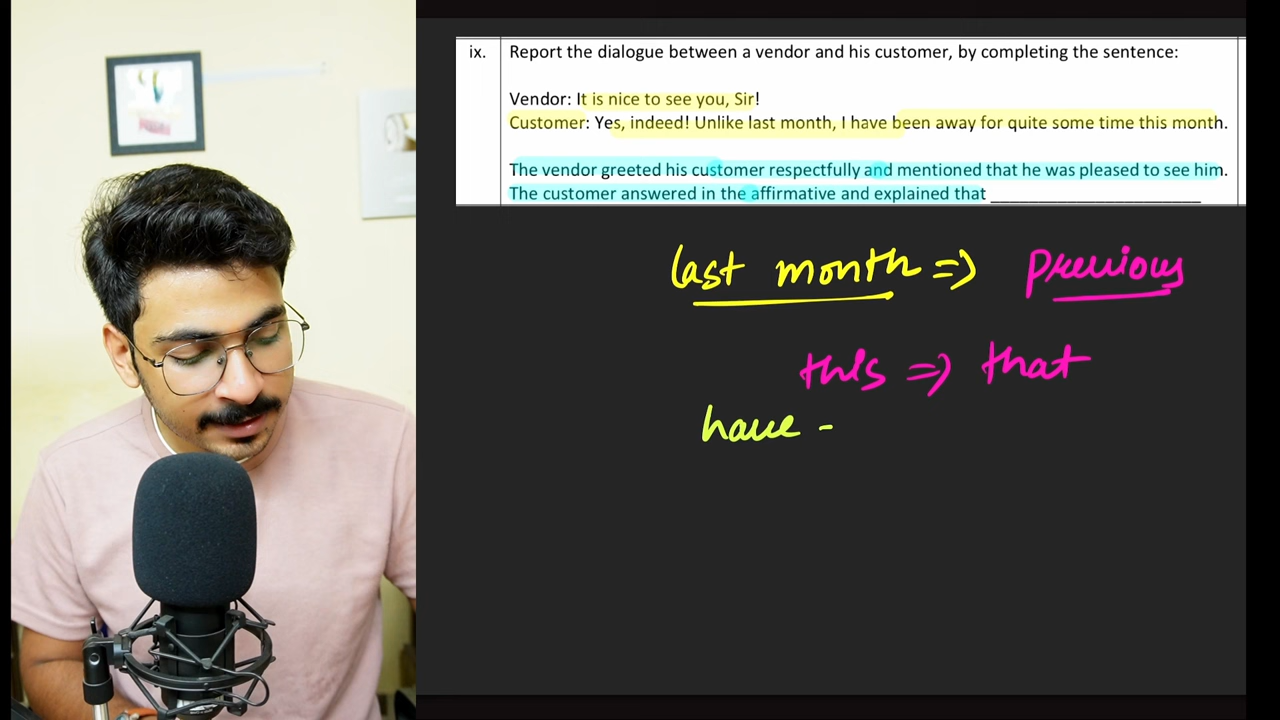 ix. Report the dialogue between a vendor and his customer, by completing the sentence:
Vendor: It is nice to see you, Sir!
Customer: Yes, indeed! Unlike last month, I have been away for quite some time this month.
The vendor greeted his customer respectfully and mentioned that he was pleased to see him.
The customer answered in the affirmative and explained that ______________________
last month => Previous
this => that
have -